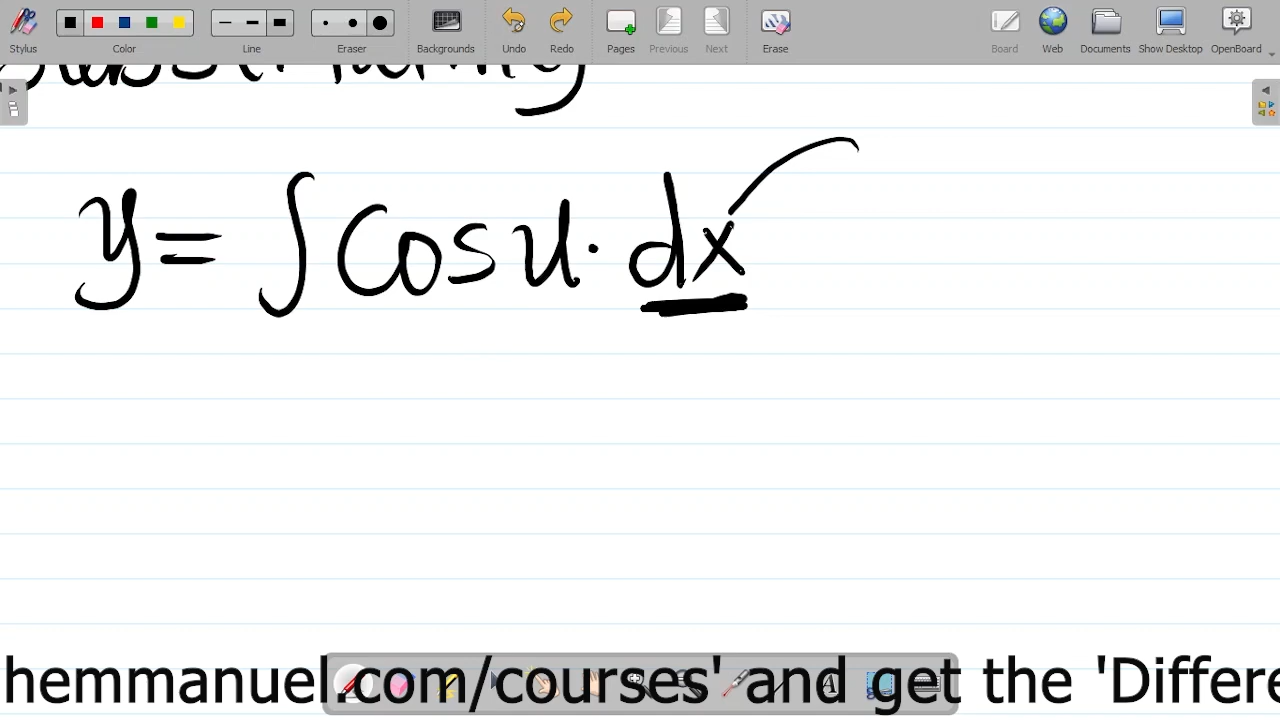 Stylus Color Line Eraser Backgrounds Undo Redo Pages Previous Next Erase Board Web Documents Show Desktop OpenBoard
y = ∫ Cos u · dx
hemmanuel.com/courses' and get the 'Differe